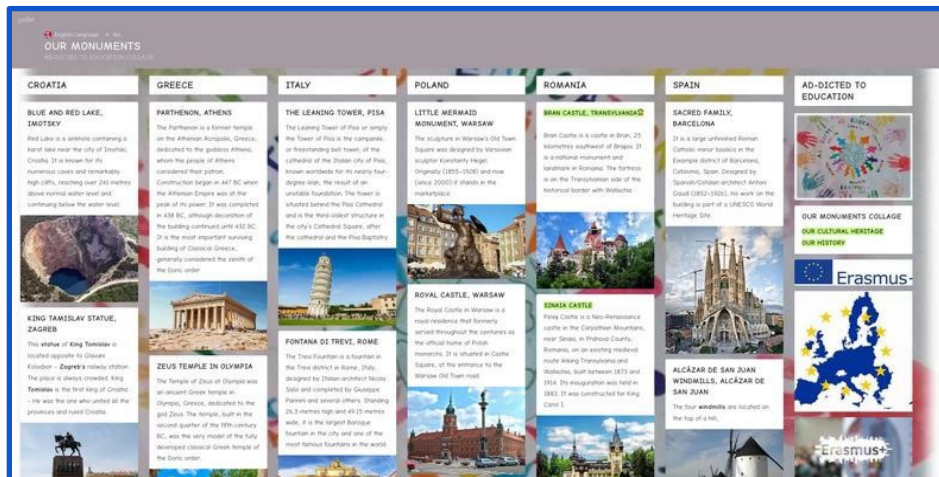 padlet
English Language
OUR MONUMENTS
AD-DICTED TO EDUCATION COLLAGE
CROATIA
BLUE AND RED LAKE,
IMOTSKY
Red Lake is a sinkhole containing a
karst lake near the city of Imotski,
Croatia. It is known for its
numerous caves and remarkably
high cliffs, reaching over 241 metres
above normal water level and
continuing below the water level.
KING TAMISLAV STATUE,
ZAGREB
This statue of King Tomislav is
located opposite to Glavani
Kolodvor - Zagreb's railway station.
The place is always crowded. King
Tomislav is the first king of Croatia
- He was the one who united all the
provinces and ruled Croatia.
GREECE
PARTHENON, ATHENS
The Parthenon is a former temple
on the Athenian Acropolis, Greece,
dedicated to the goddess Athena,
whom the people of Athens
considered their patron.
Construction began in 447 BC when
the Athenian Empire was at the
peak of its power. It was completed
in 438 BC, although decoration of
the building continued until 432 BC.
It is the most important surviving
building of Classical Greece,
generally considered the zenith of
the Doric order
ZEUS TEMPLE IN OLYMPIA
The Temple of Zeus at Olympia was
an ancient Greek temple in
Olympia, Greece, dedicated to the
god Zeus. The temple, built in the
second quarter of the fifth century
BC, was the very model of the fully
developed classical Greek temple of
the Doric order.
ITALY
THE LEANING TOWER, PISA
The Leaning Tower of Pisa or simply
the Tower of Pisa is the campanile,
or freestanding bell tower, of the
cathedral of the Italian city of Pisa,
known worldwide for its nearly four-
degree lean, the result of an
unstable foundation. The tower is
situated behind the Pisa Cathedral
and is the third-oldest structure in
the city's Cathedral Square, after
the cathedral and the Pisa Baptistry
FONTANA DI TREVI, ROME
The Trevi Fountain is a fountain in
the Trevi district in Rome, Italy,
designed by Italian architect Nicola
Salvi and completed by Giuseppe
Pannini and several others. Standing
26.3 metres high and 49.15 metres
wide, it is the largest Baroque
fountain in the city and one of the
most famous fountains in the world.
POLAND
LITTLE MERMAID
MONUMENT, WARSAW
The sculpture in Warsaw's Old Town
Square was designed by Varsovian
sculptor Konstanty Hegel.
Originally (1855-1928) and now
(since 2000) it stands in the
marketplace.
ROYAL CASTLE, WARSAW
The Royal Castle in Warsaw is a
royal residence that formerly
served throughout the centuries as
the official home of Polish
monarchs. It is situated in Castle
Square, at the entrance to the
Warsaw Old Town road.
ROMANIA
BRAN CASTLE, TRANSYLVANIA
Bran Castle is a castle in Bran, 25
kilometres southwest of Brașov. It
is a national monument and
landmark in Romania. The fortress
is on the Transylvanian side of the
historical border with Wallachia
SINAIA CASTLE
Peleș Castle is a Neo-Renaissance
castle in the Carpathian Mountains,
near Sinaia, in Prahova County,
Romania, on an existing medieval
route linking Transylvania and
Wallachia, built between 1873 and
1914. Its inauguration was held in
1883. It was constructed for King
Carol I.
SPAIN
SACRED FAMILY,
BARCELONA
It is a large unfinished Roman
Catholic minor basilica in the
Eixample district of Barcelona,
Catalonia, Spain. Designed by
Spanish/Catalan architect Antoni
Gaudí (1852-1926), his work on the
building is part of a UNESCO World
Heritage Site.
ALCÁZAR DE SAN JUAN
WINDMILLS, ALCÁZAR DE
SAN JUAN
The four windmills are located on
the top of a hill,
AD-DICTED TO
EDUCATION
OUR MONUMENTS COLLAGE
OUR CULTURAL HERITAGE
OUR HISTORY
Erasmus+
Erasmus+